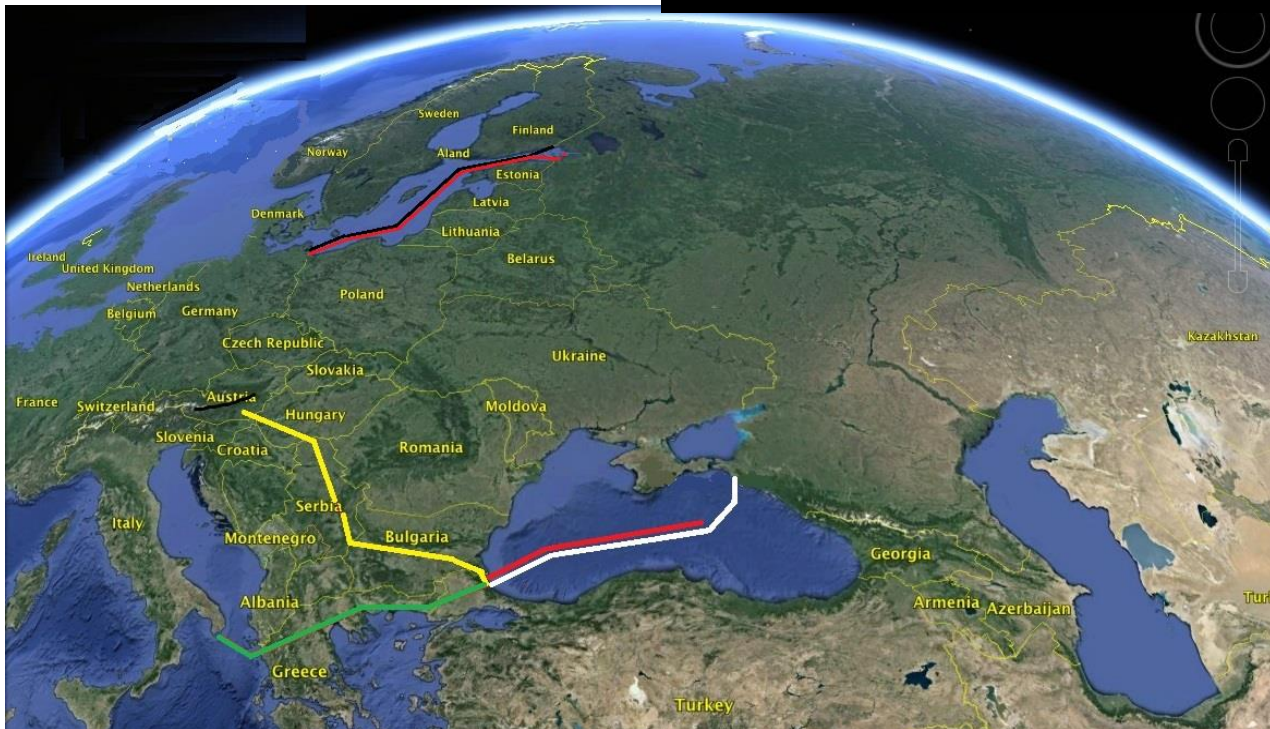 Sweden
Finland
Norway
Aland
Estonia
Latvia
Denmark
Lithuania
Ireland
United Kingdom
Belarus
Netherlands
Poland
Belgium
Germany
Kazakhstan
Czech Republic
Ukraine
Slovakia
Austria
France
Switzerland
Hungary
Moldova
Slovenia
Croatia
Romania
Serbia
Italy
Montenegro
Bulgaria
Georgia
Albania
Armenia
Azerbaijan
Greece
Turkey